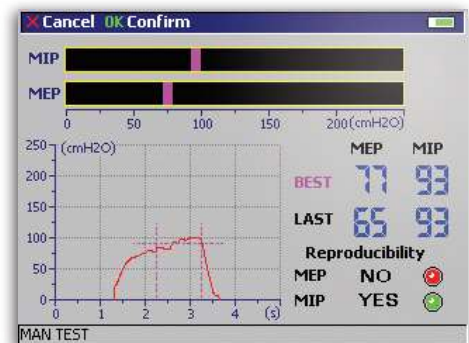 X Cancel OK Confirm
MIP
MEP
0 50 100 150 200 (cmH2O)
250 (cmH2O)
200
150
100
50
0
0 1 2 3 4 (s)
MEP MIP
BEST 77 93
LAST 65 93
Reproducibility
MEP NO
MIP YES
MAN TEST